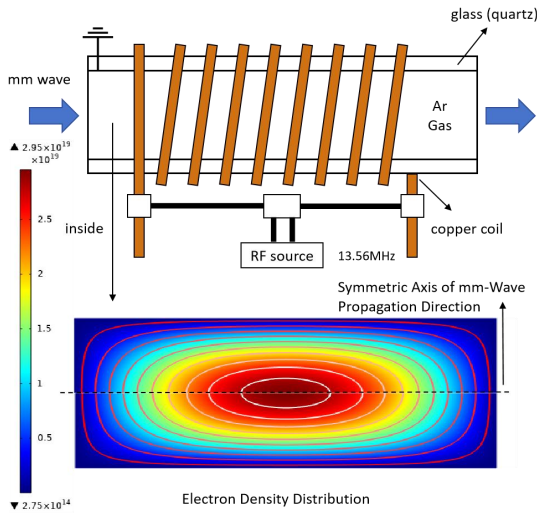 glass (quartz)
mm wave
Ar
Gas
▲ 2.95×10¹⁹
×10¹⁹
2.5
2
1.5
1
0.5
▼ 2.75×10¹⁴
inside
copper coil
RF source
13.56MHz
Symmetric Axis of mm-Wave
Propagation Direction
Electron Density Distribution